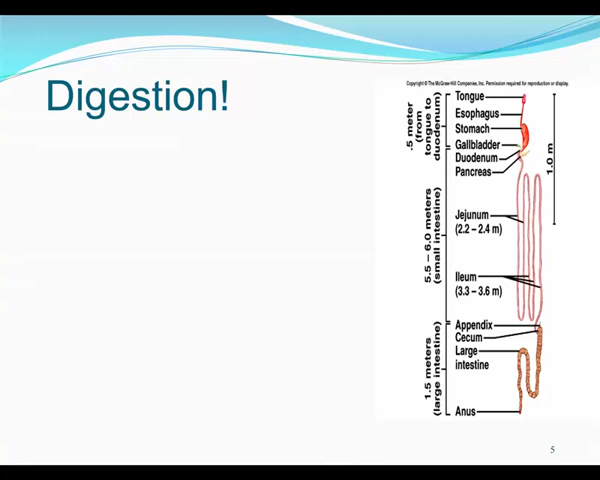 Digestion!
Copyright © The McGraw-Hill Companies, Inc. Permission required for reproduction or display.
.5 meter
(from
tongue to
duodenum)
Tongue
Esophagus
Stomach
Gallbladder
Duodenum
Pancreas
1.0 m
5.5 – 6.0 meters
(small intestine)
Jejunum
(2.2 – 2.4 m)
Ileum
(3.3 – 3.6 m)
1.5 meters
(large intestine)
Appendix
Cecum
Large
intestine
Anus
5